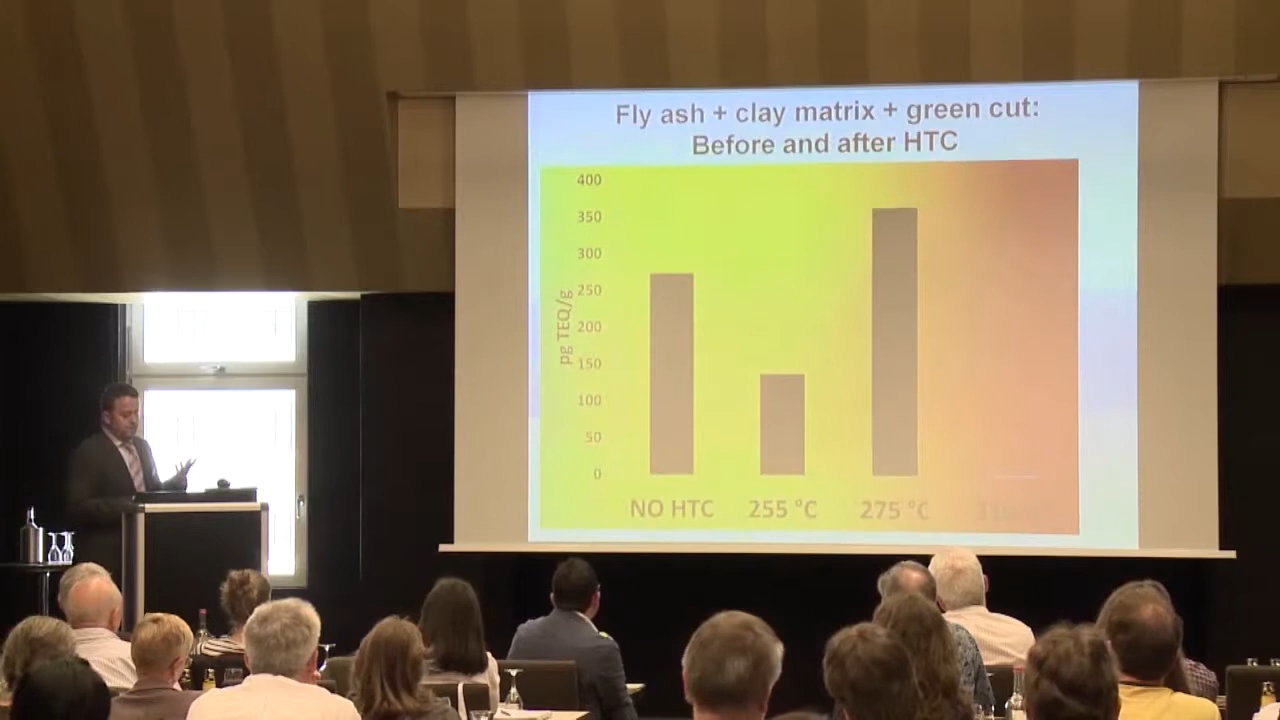 Fly ash + clay matrix + green cut:
Before and after HTC
400
350
300
250
200
150
100
50
0
pg TEQ/g
NO HTC 255 °C 275 °C